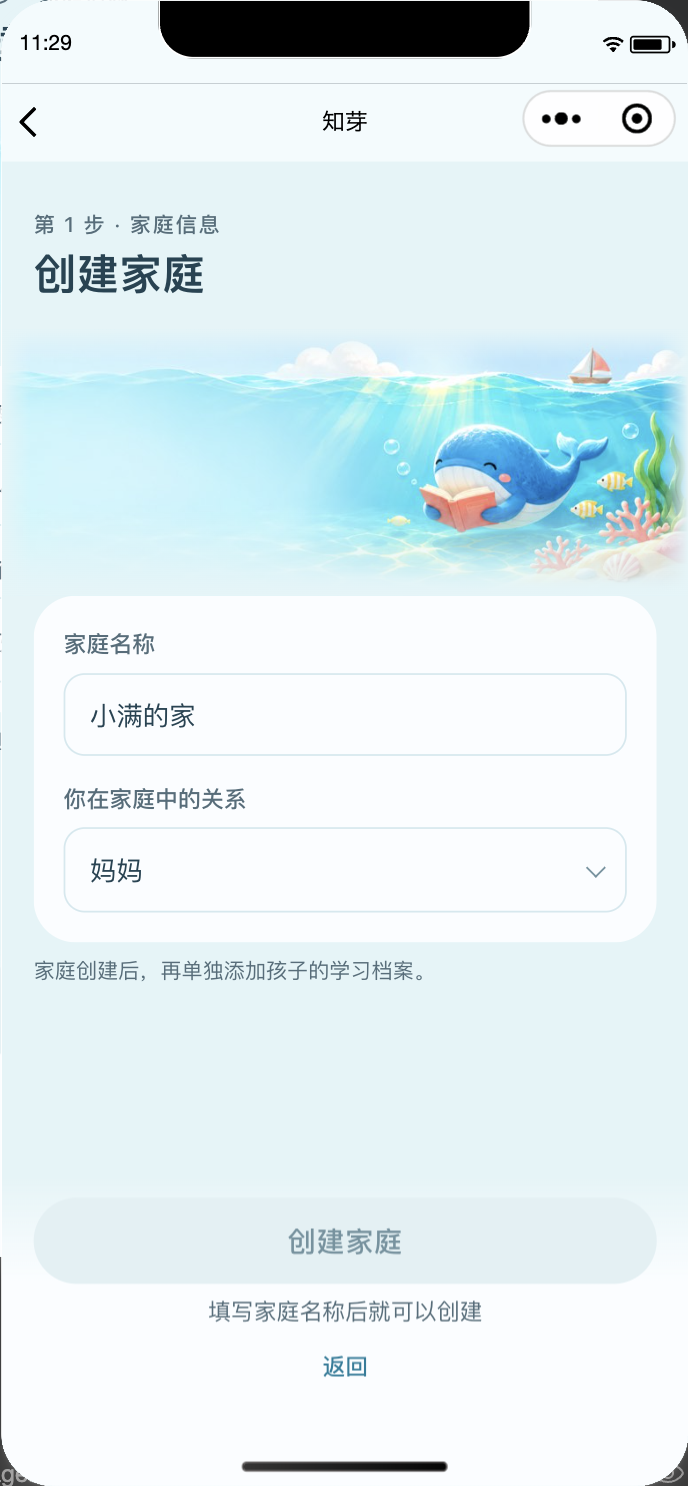 11:29
知芽
第 1 步 · 家庭信息
创建家庭
家庭名称
小满的家
你在家庭中的关系
妈妈
家庭创建后，再单独添加孩子的学习档案。
创建家庭
填写家庭名称后就可以创建
返回